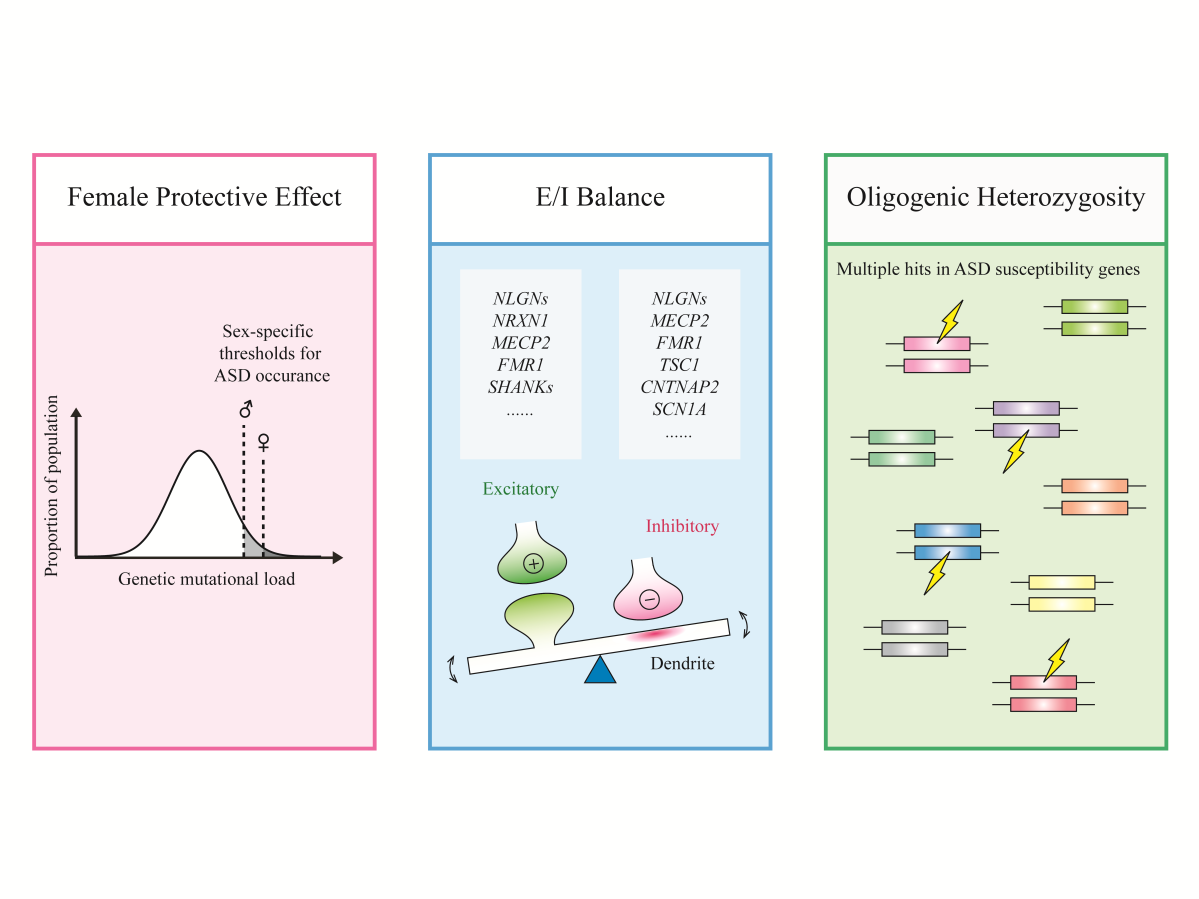 Female Protective Effect
Sex-specific
thresholds for
ASD occurance
♂
♀
Proportion of population
Genetic mutational load
E/I Balance
NLGNs
NRXN1
MECP2
FMR1
SHANKs
......
NLGNs
MECP2
FMR1
TSC1
CNTNAP2
SCN1A
......
Excitatory
Inhibitory
+
−
Dendrite
Oligogenic Heterozygosity
Multiple hits in ASD susceptibility genes